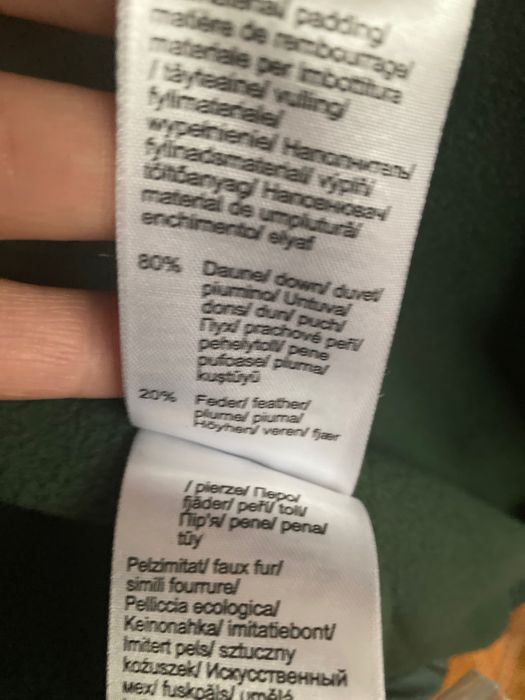 material/ padding/
matière de rembourrage/
materiale per imbottitura
/ täyteaine/ vulling/
fyllmateriale/
wypełnienie/ Наполнитель/
fyllnadsmaterial/ výplň/
töltőanyag/ Наповнювач/
material de umplutură/
enchimento/ elyaf
80% Daune/ down/ duvet/
piumino/ Untuva/
dons/ dun/ puch/
Пух/ prachové peří/
pehelytoll/ pene
pufoase/ pluma/
kuştüyü
20% Feder/ feather/
plume/ piuma/
Höyhen/ veren/ fjær
/ pierze/ Перо/
fjäder/ peří/ toll/
Пір'я/ pene/ pena/
tüy
Pelzimitat/ faux fur/
simili fourrure/
Pelliccia ecologica/
Keinonahka/ imitatiebont/
Imitert pels/ sztuczny
kożuszek/ Искусственный
мех/ fuskpäls/ umělá